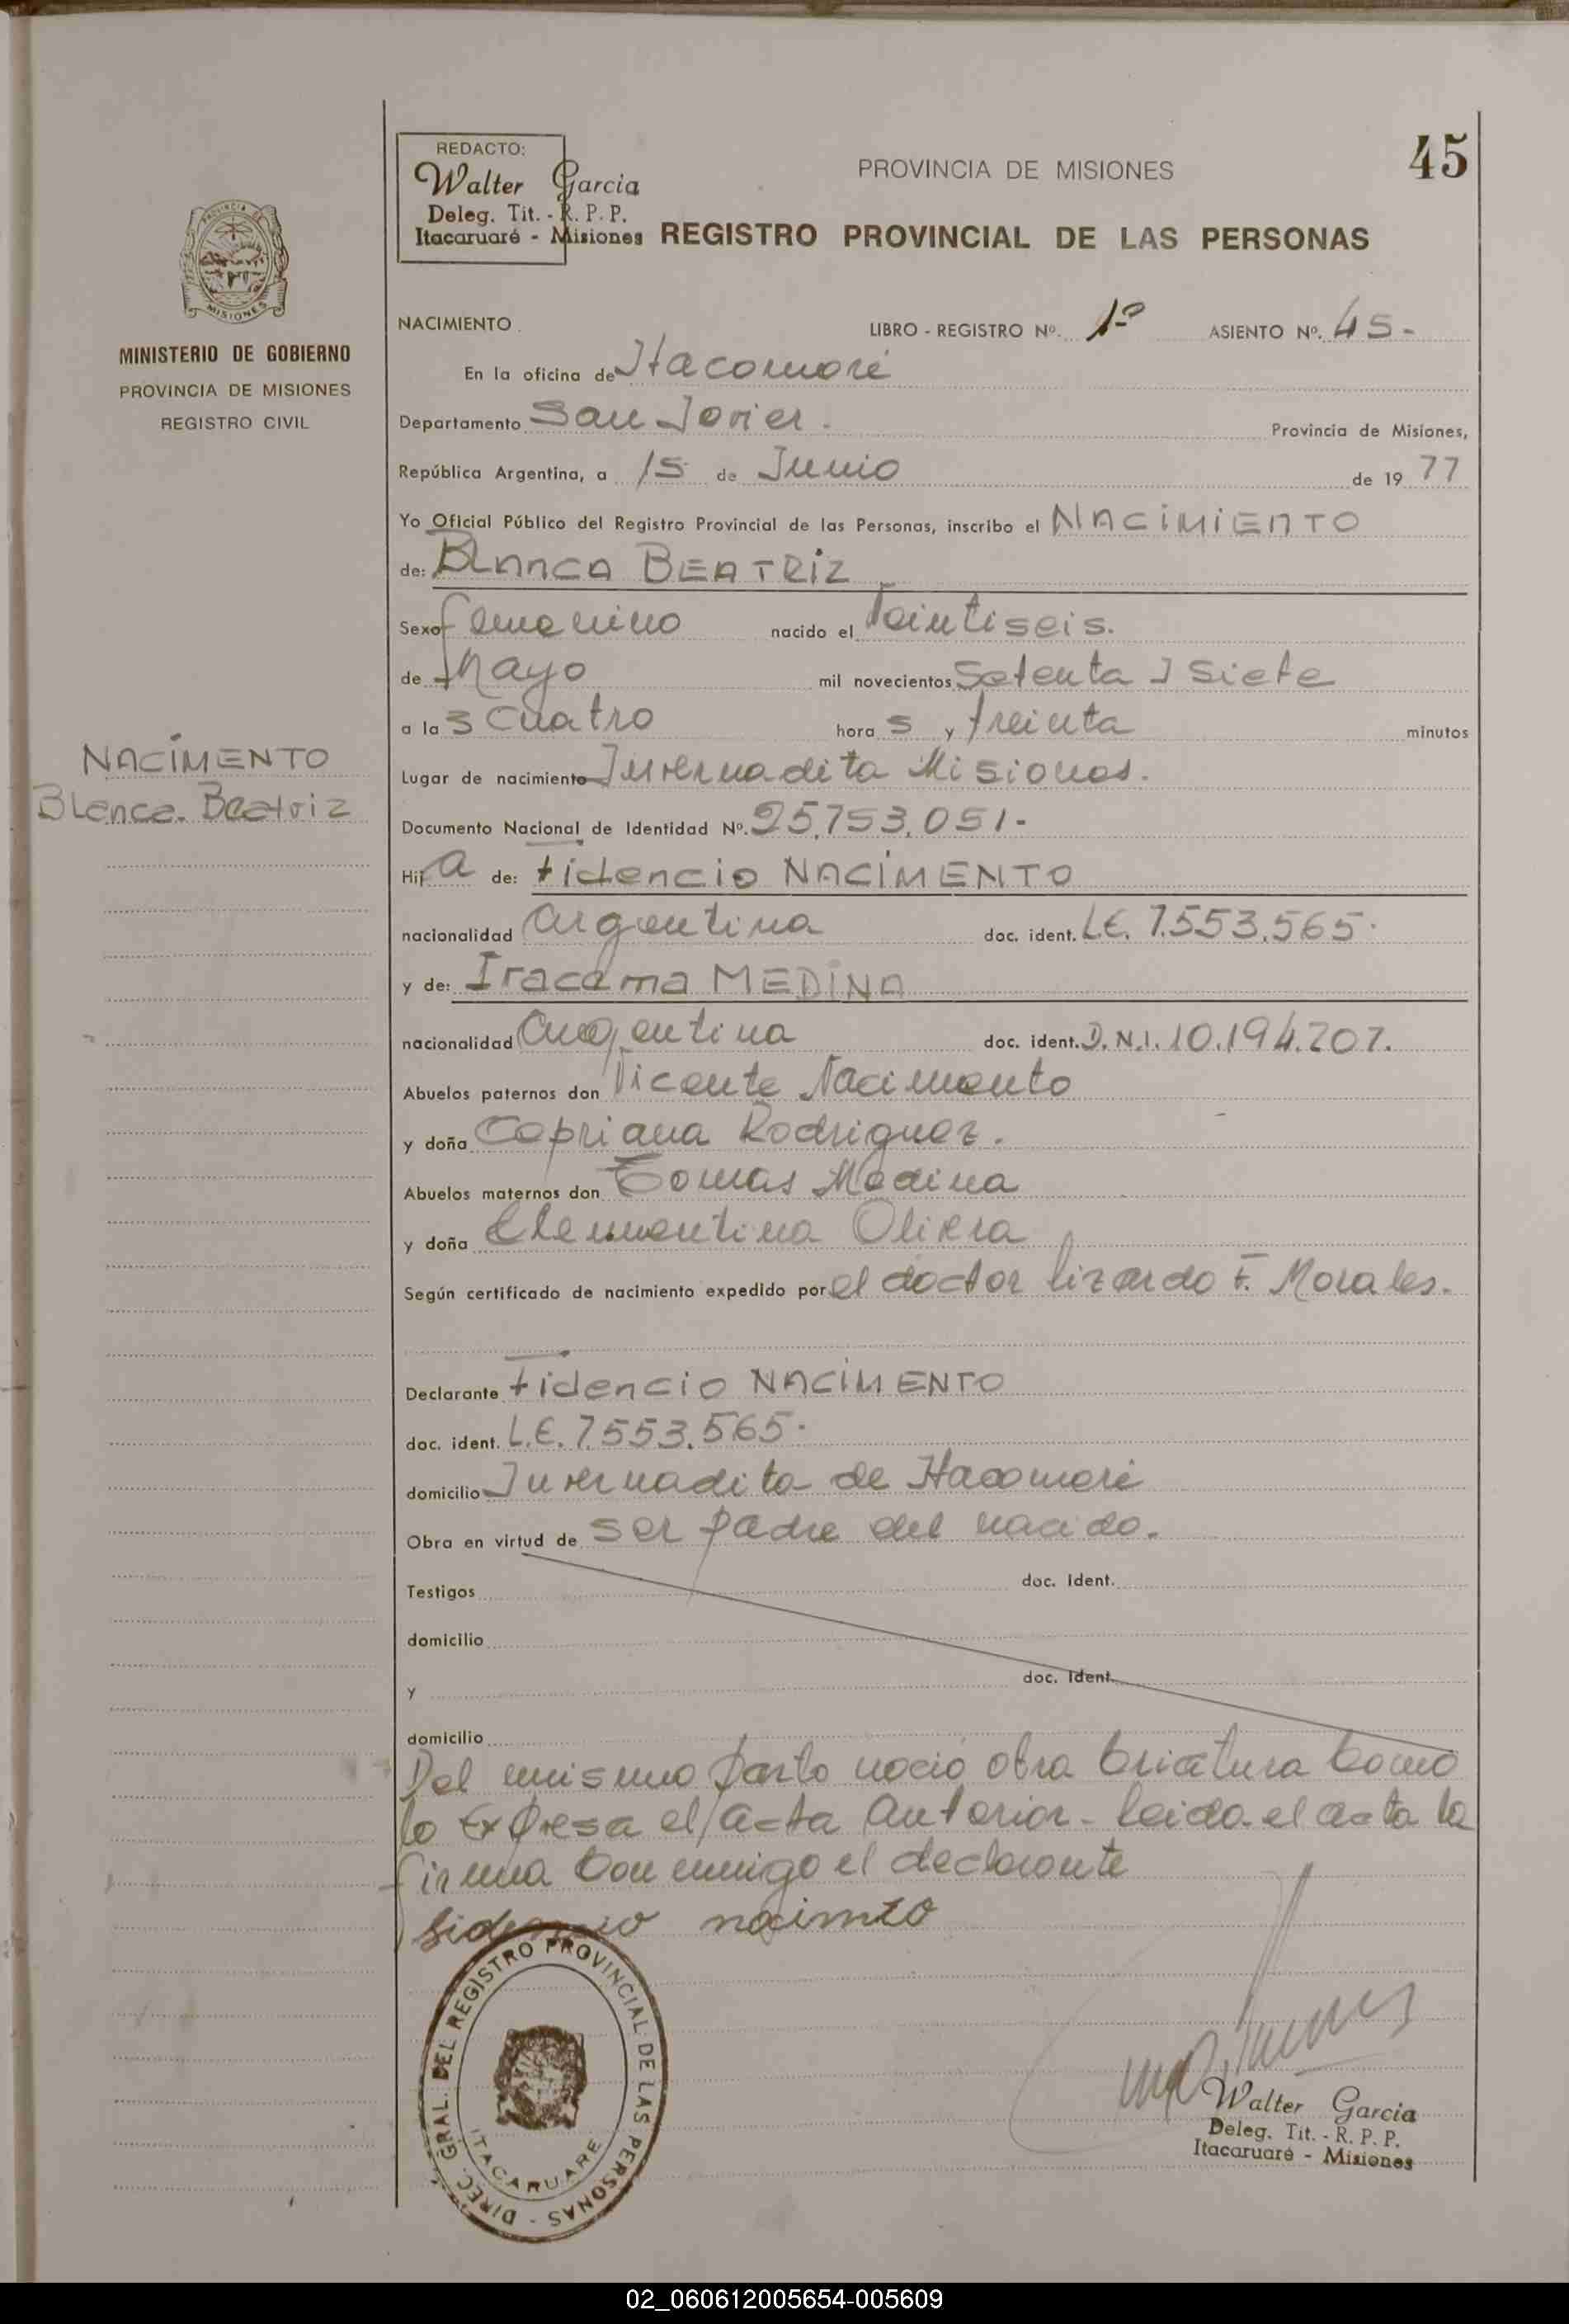 45
REDACTO:
Walter Garcia
Deleg. Tit. - R. P. P.
Itacaruaré - Misiones
PROVINCIA DE MISIONES
REGISTRO PROVINCIAL DE LAS PERSONAS
PROVINCIA DE
MISIONES
MINISTERIO DE GOBIERNO
PROVINCIA DE MISIONES
REGISTRO CIVIL
NACIMENTO
Blanca. Beatriz
NACIMIENTO LIBRO - REGISTRO Nº. 1º ASIENTO Nº. 45-
En la oficina de Itacaruaré
Departamento San Javier. Provincia de Misiones,
República Argentina, a 15 de Junio de 19 77
Yo Oficial Público del Registro Provincial de las Personas, inscribo el NACIMIENTO
de: BLANCA BEATRIZ
Sexo femenino nacido el Veintiseis.
de Mayo mil novecientos Setenta y Siete
a la s Cuatro hora s y treinta minutos
Lugar de nacimiento Invernadita Misiones.
Documento Nacional de Identidad Nº. 25.753.051-
Hij a de: Fidencio NACIMENTO
nacionalidad Argentina doc. ident. L.E. 7.553.565.
y de: Iracema MEDINA
nacionalidad Argentina doc. ident. D.N.I. 10.194.207.
Abuelos paternos don Vicente Nacimento
y doña Capriana Rodriguez.
Abuelos maternos don Tomas Medina
y doña Clementina Olivera
Según certificado de nacimiento expedido por el doctor Lizardo F. Morales.
Declarante Fidencio NACIMENTO
doc. ident. L.E. 7.553.565.
domicilio Invernadita de Itacaruaré
Obra en virtud de ser padre del nacido.
Testigos doc. ident.
domicilio
y doc. ident.
domicilio
Del mismo parto nació otra criatura como
lo Expresa el acta anterior - leida el acta la
firma conmigo el declarante
DIREC. GRAL. DEL REGISTRO PROVINCIAL DE LAS PERSONAS -
ITACARUARE
Walter Garcia
Deleg. Tit. - R. P. P.
Itacaruaré - Misiones
02_060612005654-005609